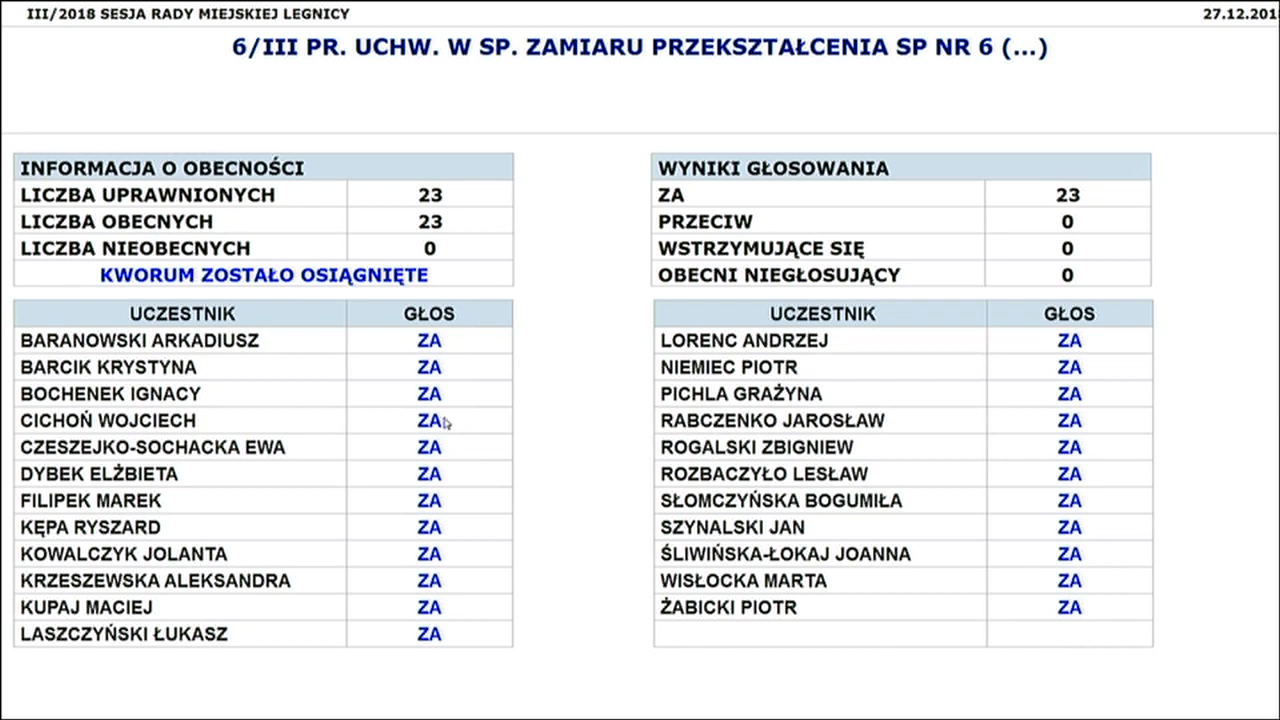 III/2018 SESJA RADY MIEJSKIEJ LEGNICY 27.12.201
6/III PR. UCHW. W SP. ZAMIARU PRZEKSZTAŁCENIA SP NR 6 (...)
INFORMACJA O OBECNOŚCI
LICZBA UPRAWNIONYCH 23
LICZBA OBECNYCH 23
LICZBA NIEOBECNYCH 0
KWORUM ZOSTAŁO OSIĄGNIĘTE
WYNIKI GŁOSOWANIA
ZA 23
PRZECIW 0
WSTRZYMUJĄCE SIĘ 0
OBECNI NIEGŁOSUJĄCY 0
UCZESTNIK GŁOS
BARANOWSKI ARKADIUSZ ZA
BARCIK KRYSTYNA ZA
BOCHENEK IGNACY ZA
CICHOŃ WOJCIECH ZA
CZESZEJKO-SOCHACKA EWA ZA
DYBEK ELŻBIETA ZA
FILIPEK MAREK ZA
KĘPA RYSZARD ZA
KOWALCZYK JOLANTA ZA
KRZESZEWSKA ALEKSANDRA ZA
KUPAJ MACIEJ ZA
LASZCZYŃSKI ŁUKASZ ZA
UCZESTNIK GŁOS
LORENC ANDRZEJ ZA
NIEMIEC PIOTR ZA
PICHLA GRAŻYNA ZA
RABCZENKO JAROSŁAW ZA
ROGALSKI ZBIGNIEW ZA
ROZBACZYŁO LESŁAW ZA
SŁOMCZYŃSKA BOGUMIŁA ZA
SZYNALSKI JAN ZA
ŚLIWIŃSKA-ŁOKAJ JOANNA ZA
WISŁOCKA MARTA ZA
ŻABICKI PIOTR ZA